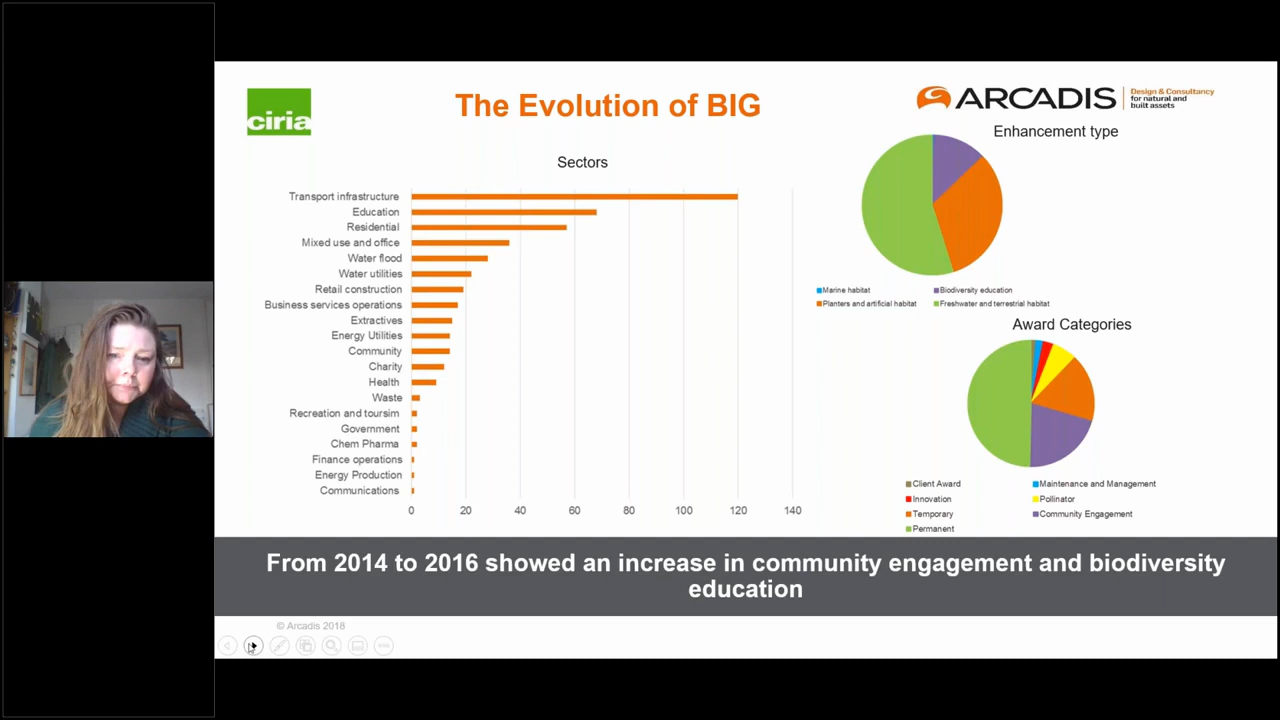 ciria
The Evolution of BIG
ARCADIS
Design & Consultancy
for natural and
built assets
Sectors
Transport infrastructure
Education
Residential
Mixed use and office
Water flood
Water utilities
Retail construction
Business services operations
Extractives
Energy Utilities
Community
Charity
Health
Waste
Recreation and toursim
Government
Chem Pharma
Finance operations
Energy Production
Communications
0 20 40 60 80 100 120 140
Enhancement type
Marine habitat
Biodiversity education
Planters and artificial habitat
Freshwater and terrestrial habitat
Award Categories
Client Award
Maintenance and Management
Innovation
Pollinator
Temporary
Community Engagement
Permanent
From 2014 to 2016 showed an increase in community engagement and biodiversity
education
© Arcadis 2018